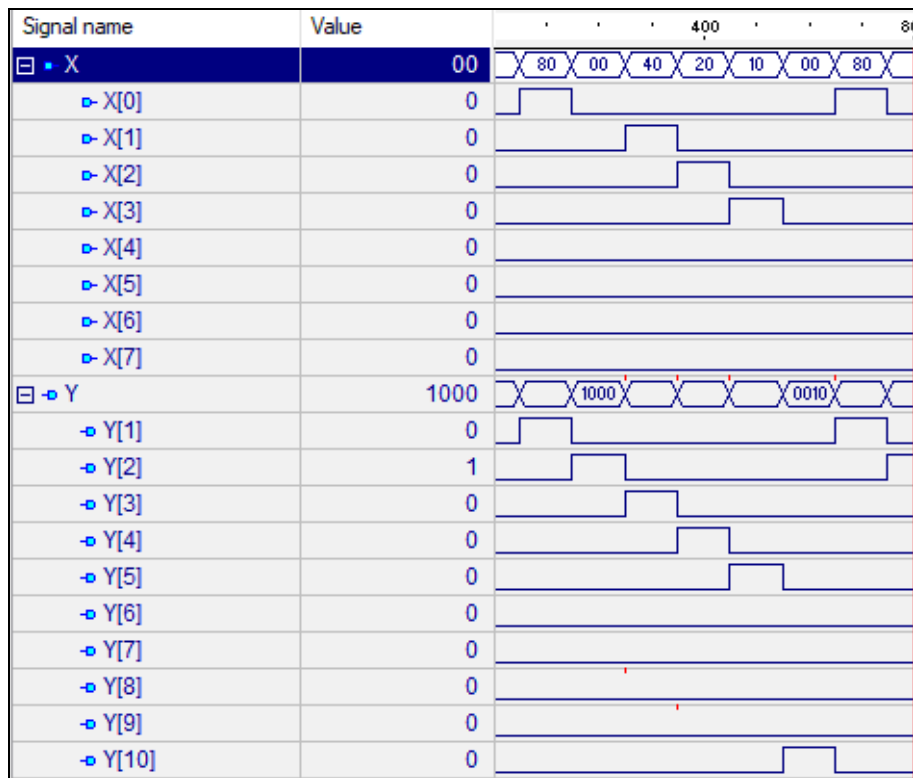 Signal name Value 400 80
X 00 80 00 40 20 10 00 80
X[0] 0
X[1] 0
X[2] 0
X[3] 0
X[4] 0
X[5] 0
X[6] 0
X[7] 0
Y 1000 1000 0010
Y[1] 0
Y[2] 1
Y[3] 0
Y[4] 0
Y[5] 0
Y[6] 0
Y[7] 0
Y[8] 0
Y[9] 0
Y[10] 0